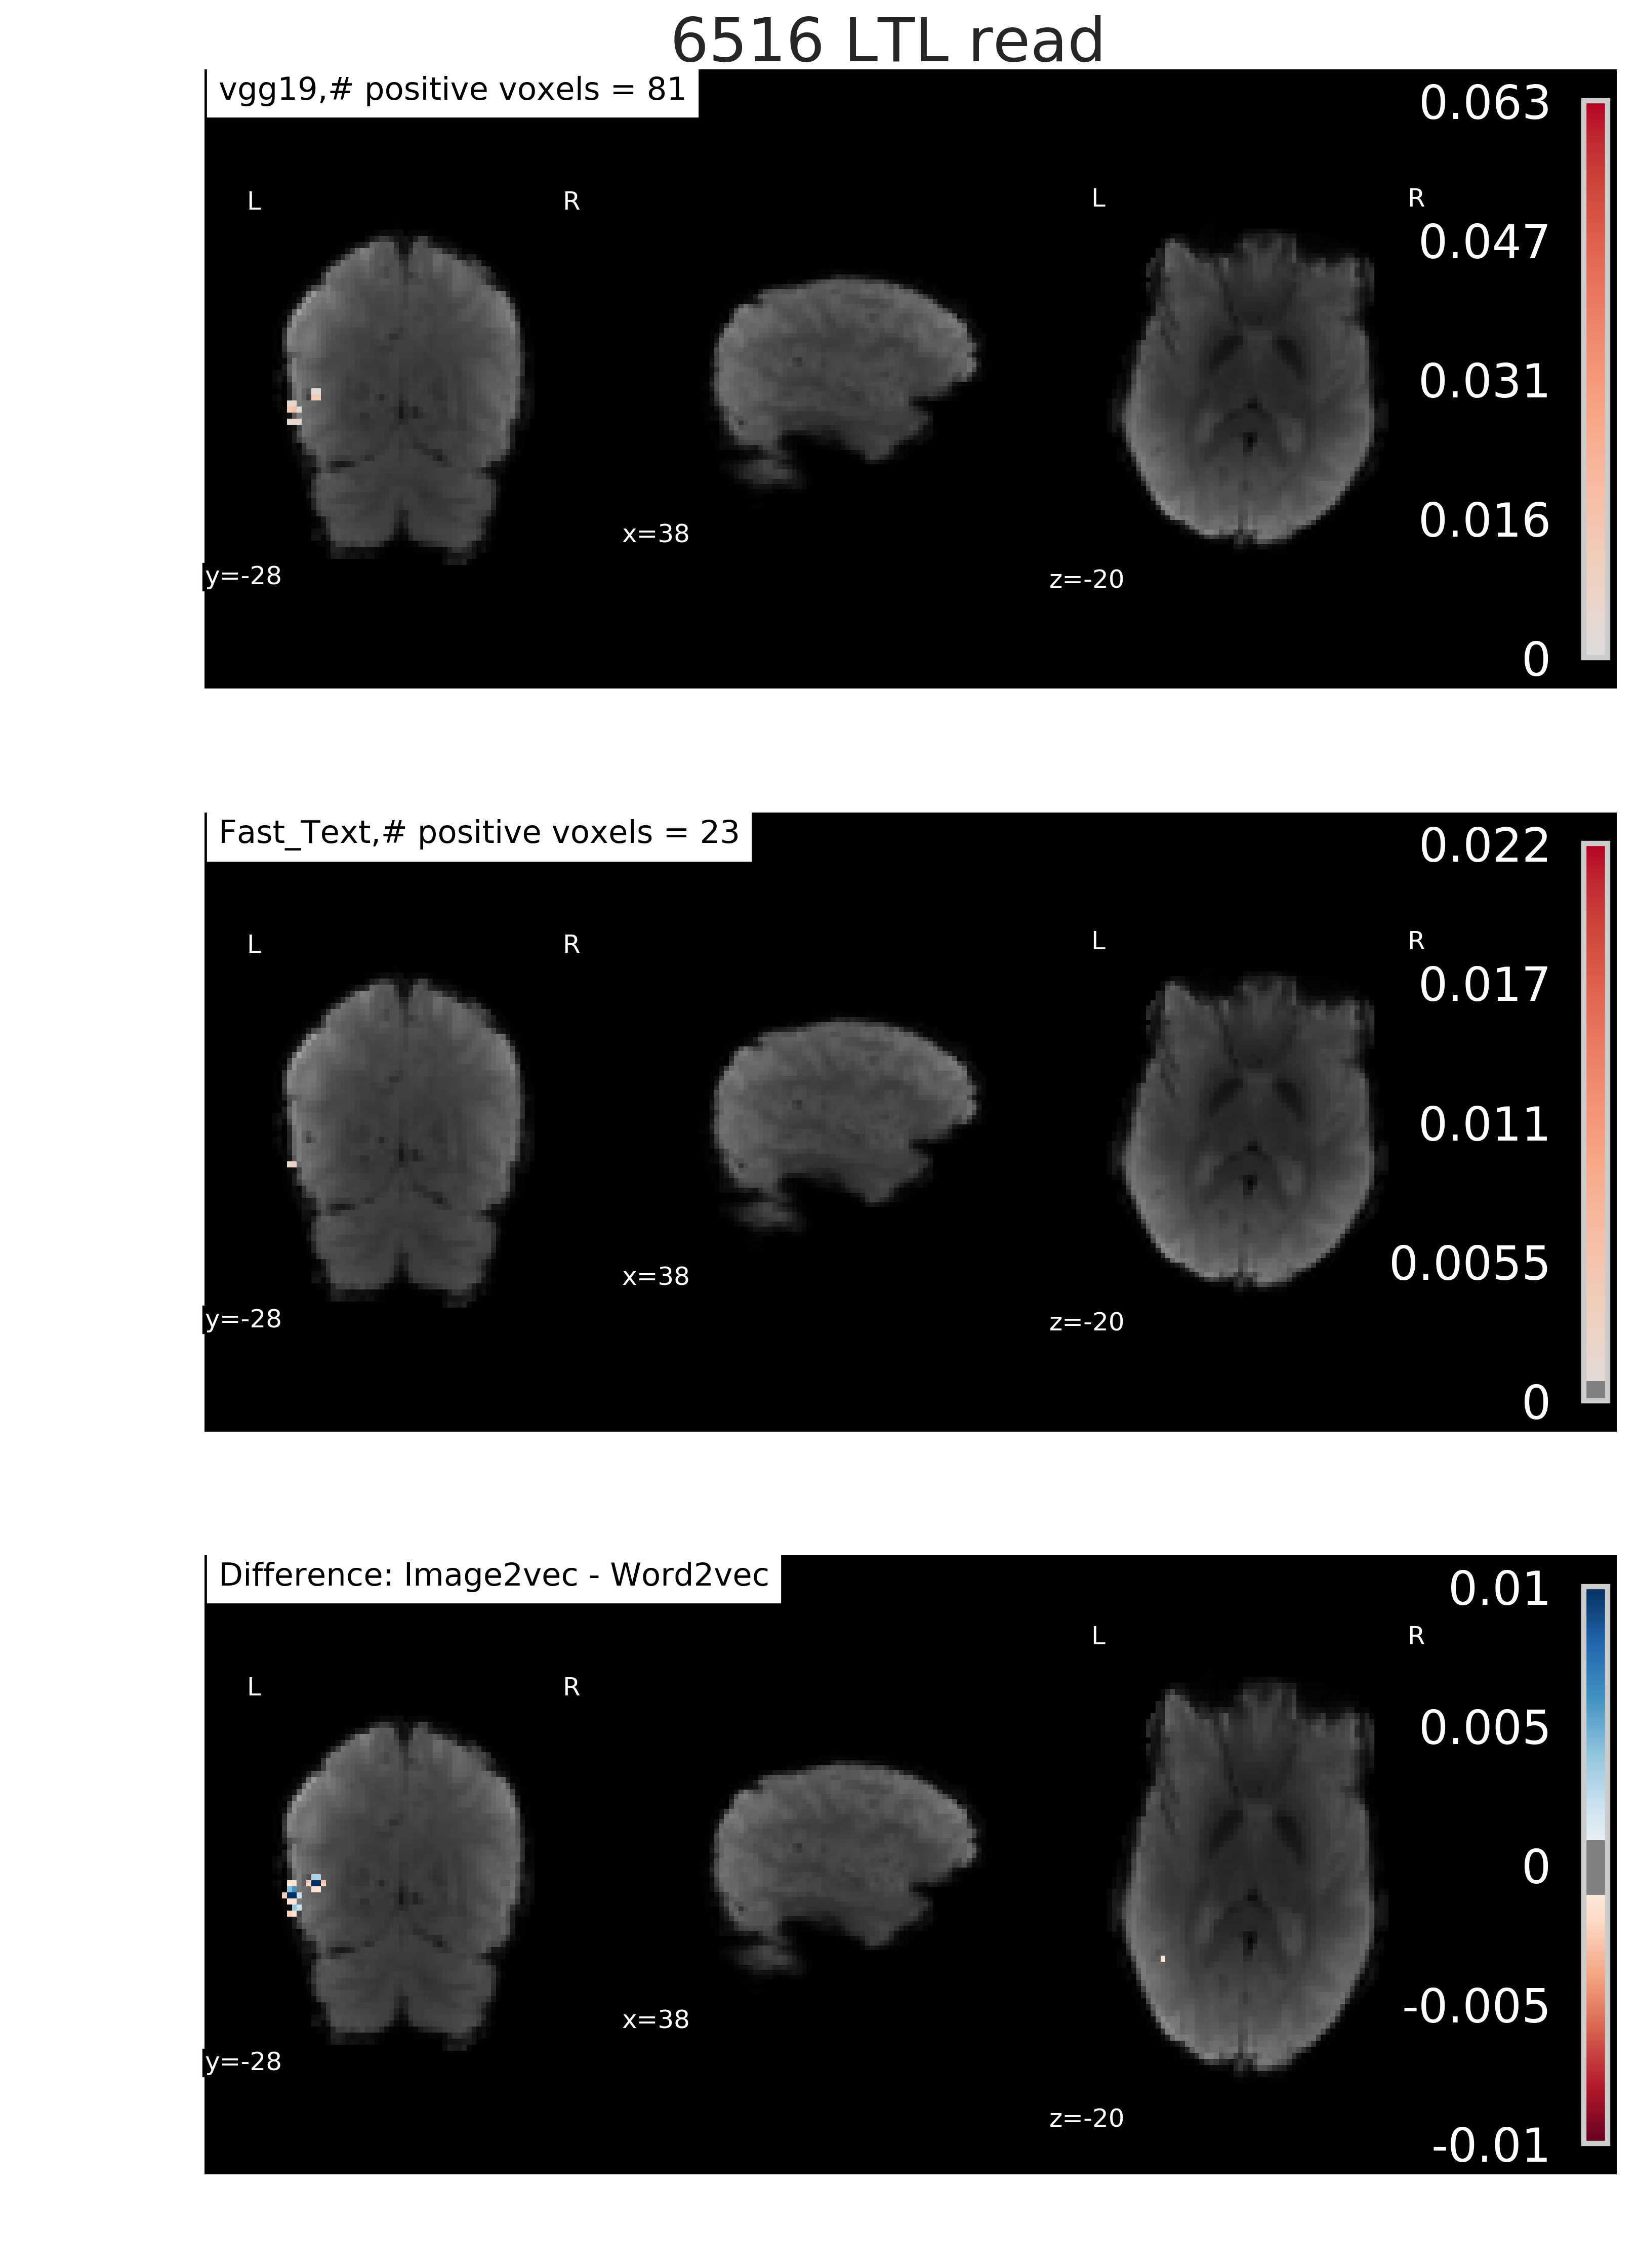 6516 LTL read
vgg19,# positive voxels = 81
0.063
L R L R
0.047
0.031
0.016
x=38
y=-28
z=-20
0
Fast_Text,# positive voxels = 23
0.022
L R L R
0.017
0.011
0.0055
x=38
y=-28
z=-20
0
Difference: Image2vec - Word2vec
0.01
L R
L R
0.005
0
-0.005
x=38
y=-28
z=-20
-0.01